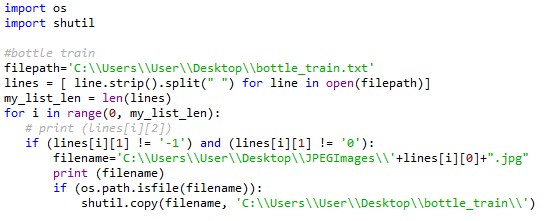 import os
import shutil

#bottle train
filepath='C:\\Users\\User\\Desktop\\bottle_train.txt'
lines = [ line.strip().split(" ") for line in open(filepath)]
my_list_len = len(lines)
for i in range(0, my_list_len):
   # print (lines[i][2])
   if (lines[i][1] != '-1') and (lines[i][1] != '0'):
       filename='C:\\Users\\User\\Desktop\\JPEGImages\\'+lines[i][0]+".jpg"
       print (filename)
       if (os.path.isfile(filename)):
           shutil.copy(filename, 'C:\\Users\\User\\Desktop\\bottle_train\\')